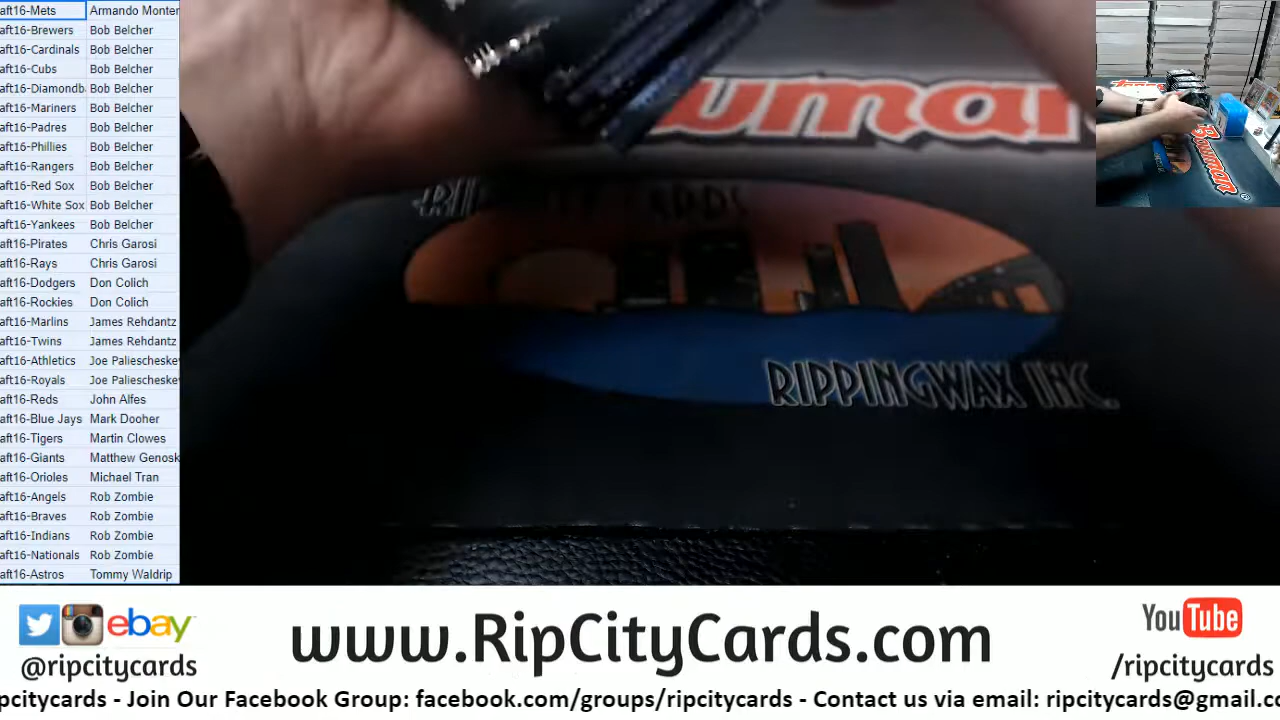 aft16-Mets Armando Monter
aft16-Brewers Bob Belcher
aft16-Cardinals Bob Belcher
aft16-Cubs Bob Belcher
aft16-Diamondb Bob Belcher
aft16-Mariners Bob Belcher
aft16-Padres Bob Belcher
aft16-Phillies Bob Belcher
aft16-Rangers Bob Belcher
aft16-Red Sox Bob Belcher
aft16-White Sox Bob Belcher
aft16-Yankees Bob Belcher
aft16-Pirates Chris Garosi
aft16-Rays Chris Garosi
aft16-Dodgers Don Colich
aft16-Rockies Don Colich
aft16-Marlins James Rehdantz
aft16-Twins James Rehdantz
aft16-Athletics Joe Paliescheske
aft16-Royals Joe Paliescheske
aft16-Reds John Alfes
aft16-Blue Jays Mark Dooher
aft16-Tigers Martin Clowes
aft16-Giants Matthew Genosk
aft16-Orioles Michael Tran
aft16-Angels Rob Zombie
aft16-Braves Rob Zombie
aft16-Indians Rob Zombie
aft16-Nationals Rob Zombie
aft16-Astros Tommy Waldrip
wman
CARDS
RIPPINGWAX INC.
Bowman
ebay
@ripcitycards
www.RipCityCards.com
YouTube
/ripcitycards
pcitycards - Join Our Facebook Group: facebook.com/groups/ripcitycards - Contact us via email: ripcitycards@gmail.co